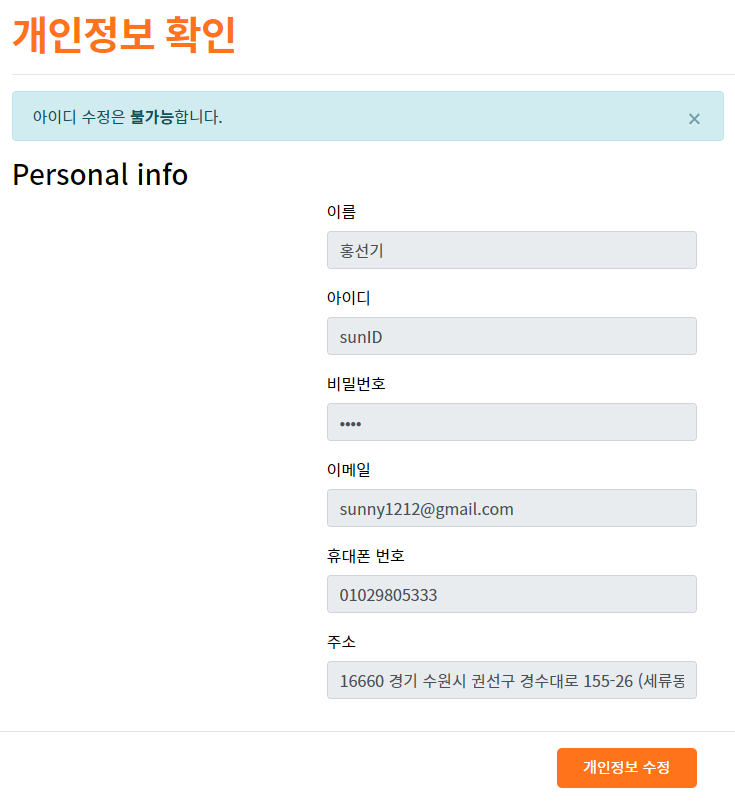 개인정보 확인
아이디 수정은 불가능합니다.
×
Personal info
이름
홍선기
아이디
sunID
비밀번호
••••
이메일
sunny1212@gmail.com
휴대폰 번호
01029805333
주소
16660 경기 수원시 권선구 경수대로 155-26 (세류동
개인정보 수정